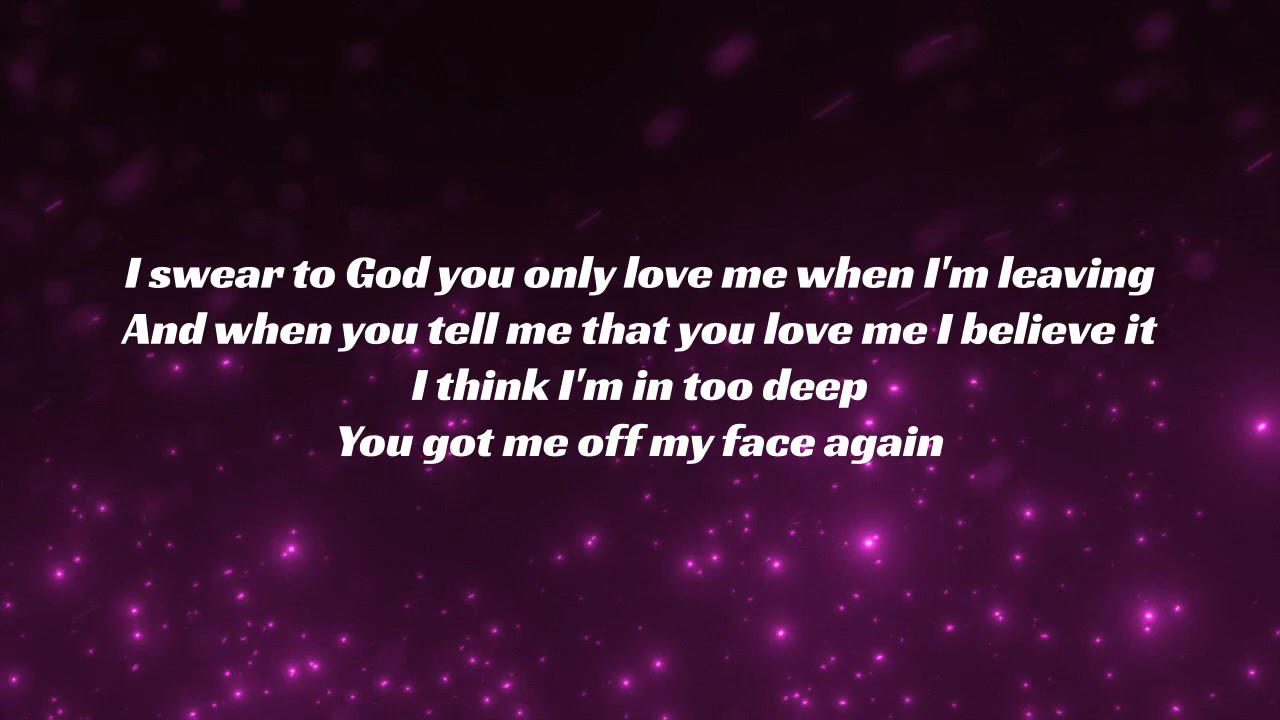 I swear to God you only love me when I'm leaving
And when you tell me that you love me I believe it
I think I'm in too deep
You got me off my face again